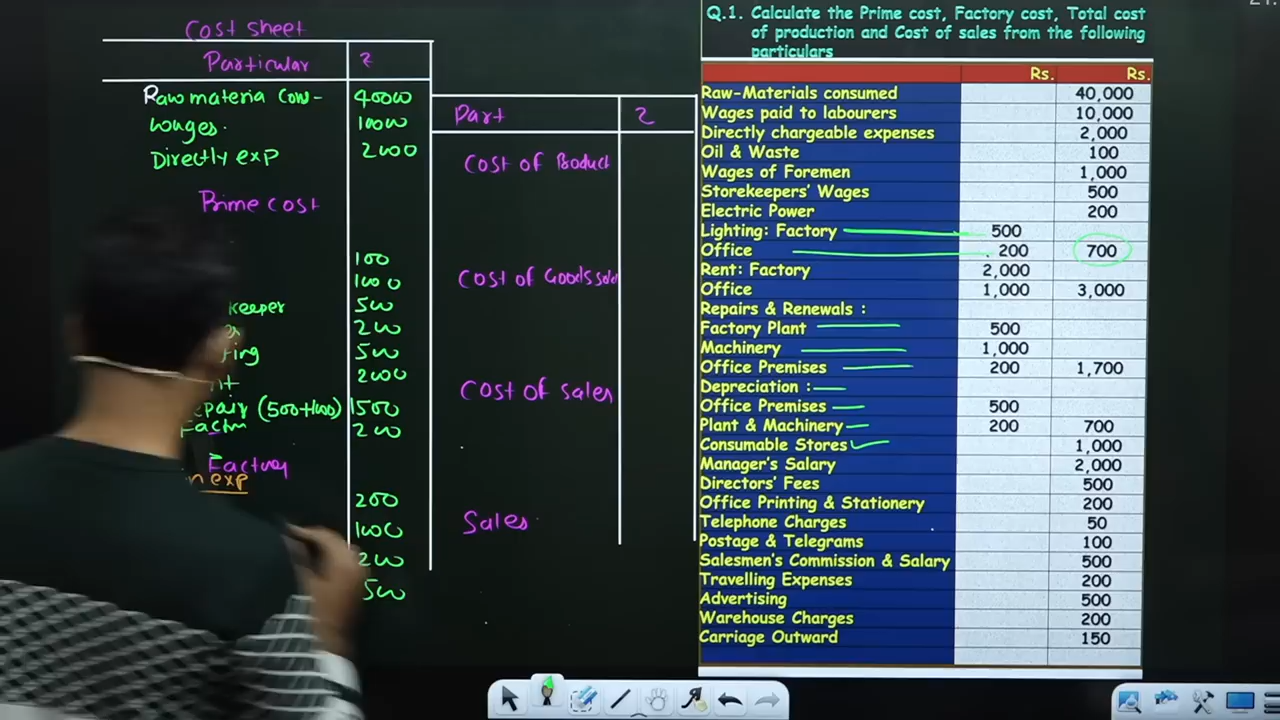 Cost sheet
Particular ₹
Raw materia Con- 40000
Wages. 10000
Directly exp 2000
Prime cost
100
1000
keeper 500
200
ting 500
2000
(500+1000) 1500
200
Factory
exp
200
1000
200
500
Part ₹
Cost of Product
Cost of Goods sold
Cost of sales
Sales
Q.1. Calculate the Prime cost, Factory cost, Total cost
of production and Cost of sales from the following
particulars
Rs. Rs.
Raw-Materials consumed 40,000
Wages paid to labourers 10,000
Directly chargeable expenses 2,000
Oil & Waste 100
Wages of Foremen 1,000
Storekeepers' Wages 500
Electric Power 200
Lighting: Factory 500
Office 200 700
Rent: Factory 2,000
Office 1,000 3,000
Repairs & Renewals :
Factory Plant 500
Machinery 1,000
Office Premises 200 1,700
Depreciation :
Office Premises 500
Plant & Machinery 200 700
Consumable Stores 1,000
Manager's Salary 2,000
Directors' Fees 500
Office Printing & Stationery 200
Telephone Charges 50
Postage & Telegrams 100
Salesmen's Commission & Salary 500
Travelling Expenses 200
Advertising 500
Warehouse Charges 200
Carriage Outward 150